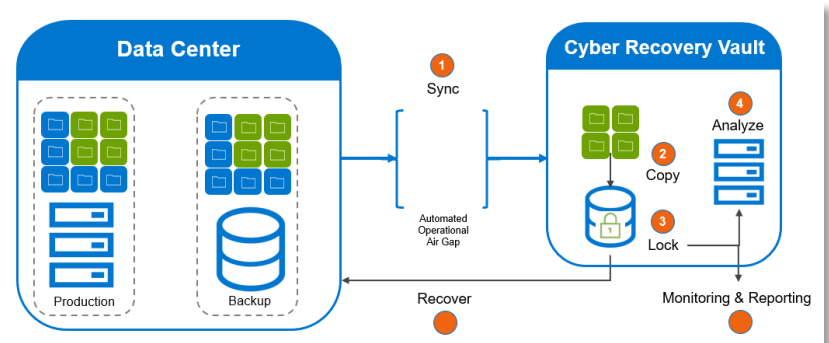 Data Center
Production
Backup
1
Sync
Automated
Operational
Air Gap
Cyber Recovery Vault
2
Copy
3
Lock
4
Analyze
Recover
Monitoring & Reporting